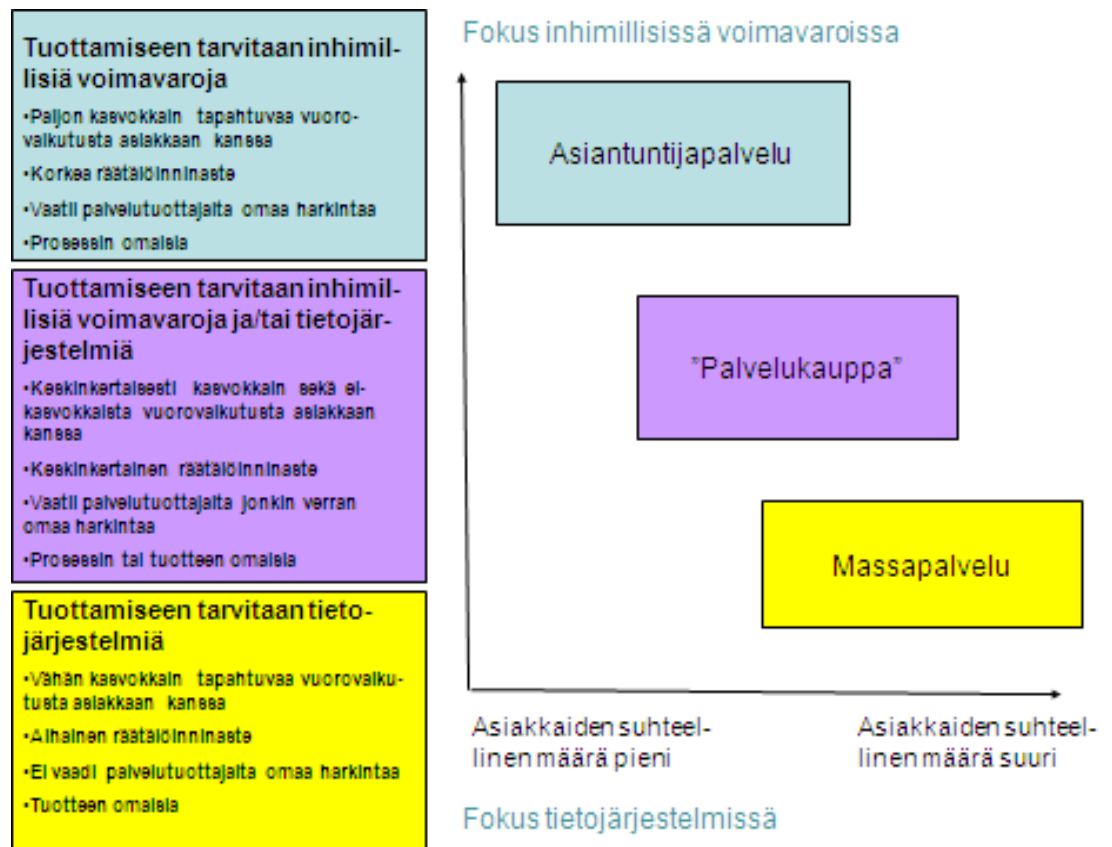 Tuottamiseen tarvitaan inhimil-
lisiä voimavaroja
•Paljon kasvokkain tapahtuvaa vuoro-
vaikutusta asiakkaan kanssa
•Korkea räätälöinninaste
•Vaatii palvelutuottajalta omaa harkintaa
•Prosessin omaisia
Tuottamiseen tarvitaan inhimil-
lisiä voimavaroja ja/tai tietojär-
jestelmiä
•Keskinkertaisesti kasvokkain sekä ei-
kasvokkaista vuorovaikutusta asiakkaan
kanssa
•Keskinkertainen räätälöinninaste
•Vaatii palvelutuottajalta jonkin verran
omaa harkintaa
•Prosessin tai tuotteen omaisia
Tuottamiseen tarvitaan tieto-
järjestelmiä
•Vähän kasvokkain tapahtuvaa vuorovaiku-
tusta asiakkaan kanssa
•Alhainen räätälöinninaste
•Ei vaadi palvelutuottajalta omaa harkintaa
•Tuotteen omaisia
Fokus inhimillisissä voimavaroissa
Asiantuntijapalvelu
"Palvelukauppa"
Massapalvelu
Asiakkaiden suhteel-
linen määrä pieni
Asiakkaiden suhteel-
linen määrä suuri
Fokus tietojärjestelmissä